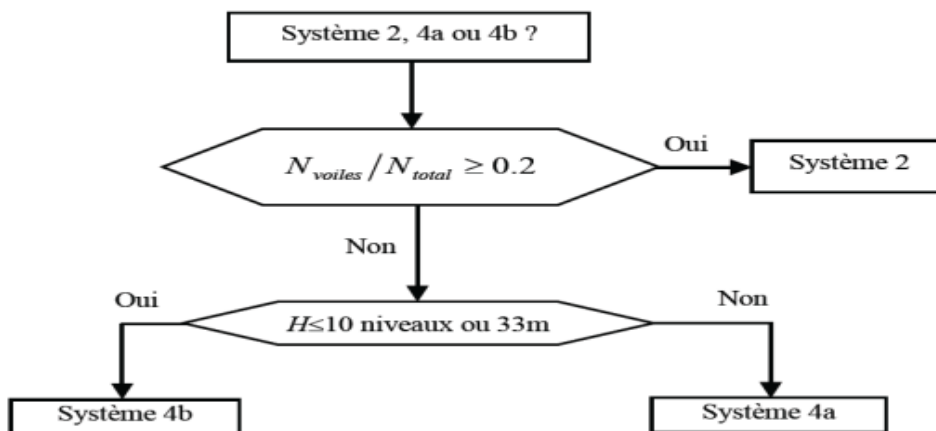 Système 2, 4a ou 4b ?
N_voiles/N_total ≥ 0.2
Oui
Système 2
Non
Oui
H≤10 niveaux ou 33m
Non
Système 4b
Système 4a